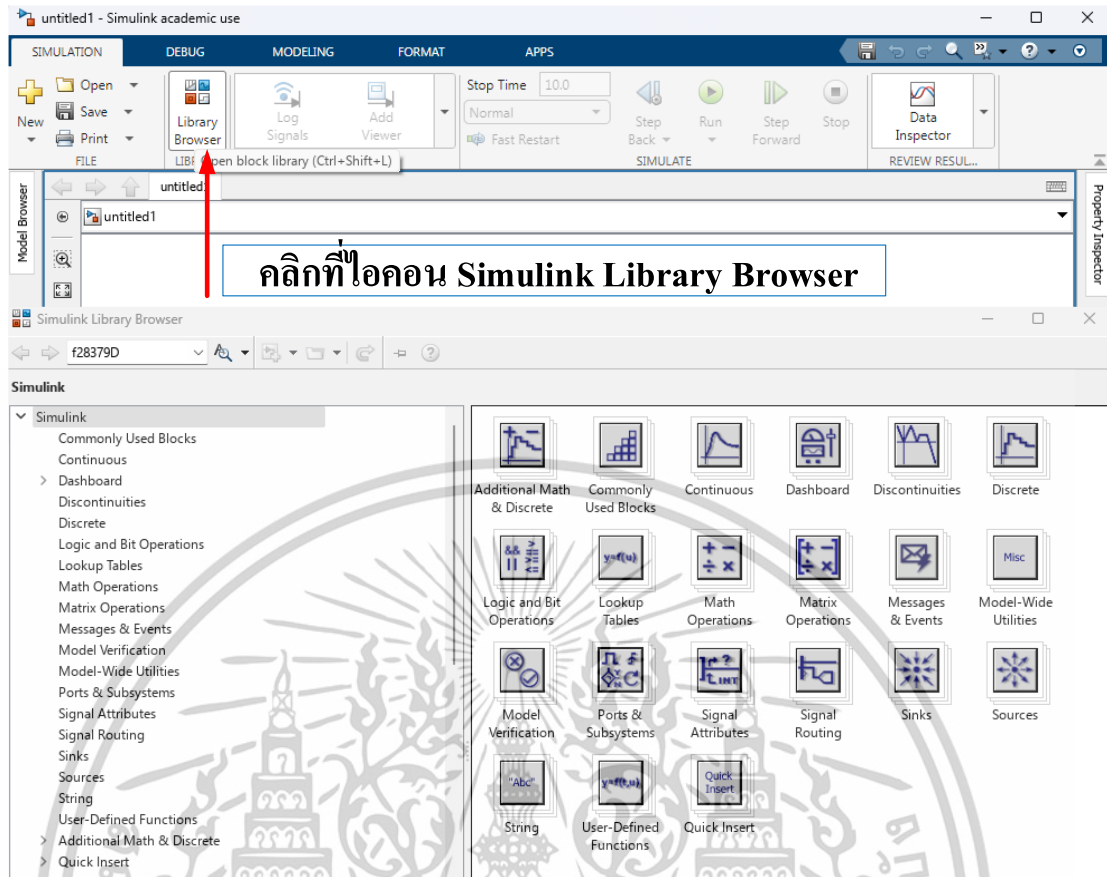 untitled1 - Simulink academic use
SIMULATION DEBUG MODELING FORMAT APPS
New
Open
Save
Print
FILE
Library Browser
Open block library (Ctrl+Shift+L)
Log Signals
Add Viewer
Stop Time 10.0
Normal
Fast Restart
Step Back
Run
Step Forward
Stop
SIMULATE
Data Inspector
REVIEW RESUL...
Model Browser
untitled1
Property Inspector
คลิกที่ไอคอน Simulink Library Browser
Simulink Library Browser
f28379D
Simulink
Simulink
Commonly Used Blocks
Continuous
Dashboard
Discontinuities
Discrete
Logic and Bit Operations
Lookup Tables
Math Operations
Matrix Operations
Messages & Events
Model Verification
Model-Wide Utilities
Ports & Subsystems
Signal Attributes
Signal Routing
Sinks
Sources
String
User-Defined Functions
Additional Math & Discrete
Quick Insert
Additional Math & Discrete
Commonly Used Blocks
Continuous
Dashboard
Discontinuities
Discrete
y=f(u)
Misc
Logic and Bit Operations
Lookup Tables
Math Operations
Matrix Operations
Messages & Events
Model-Wide Utilities
Model Verification
Ports & Subsystems
INT
Signal Attributes
Signal Routing
Sinks
Sources
"Abc"
y=f(t,u)
Quick Insert
String
User-Defined Functions
Quick Insert